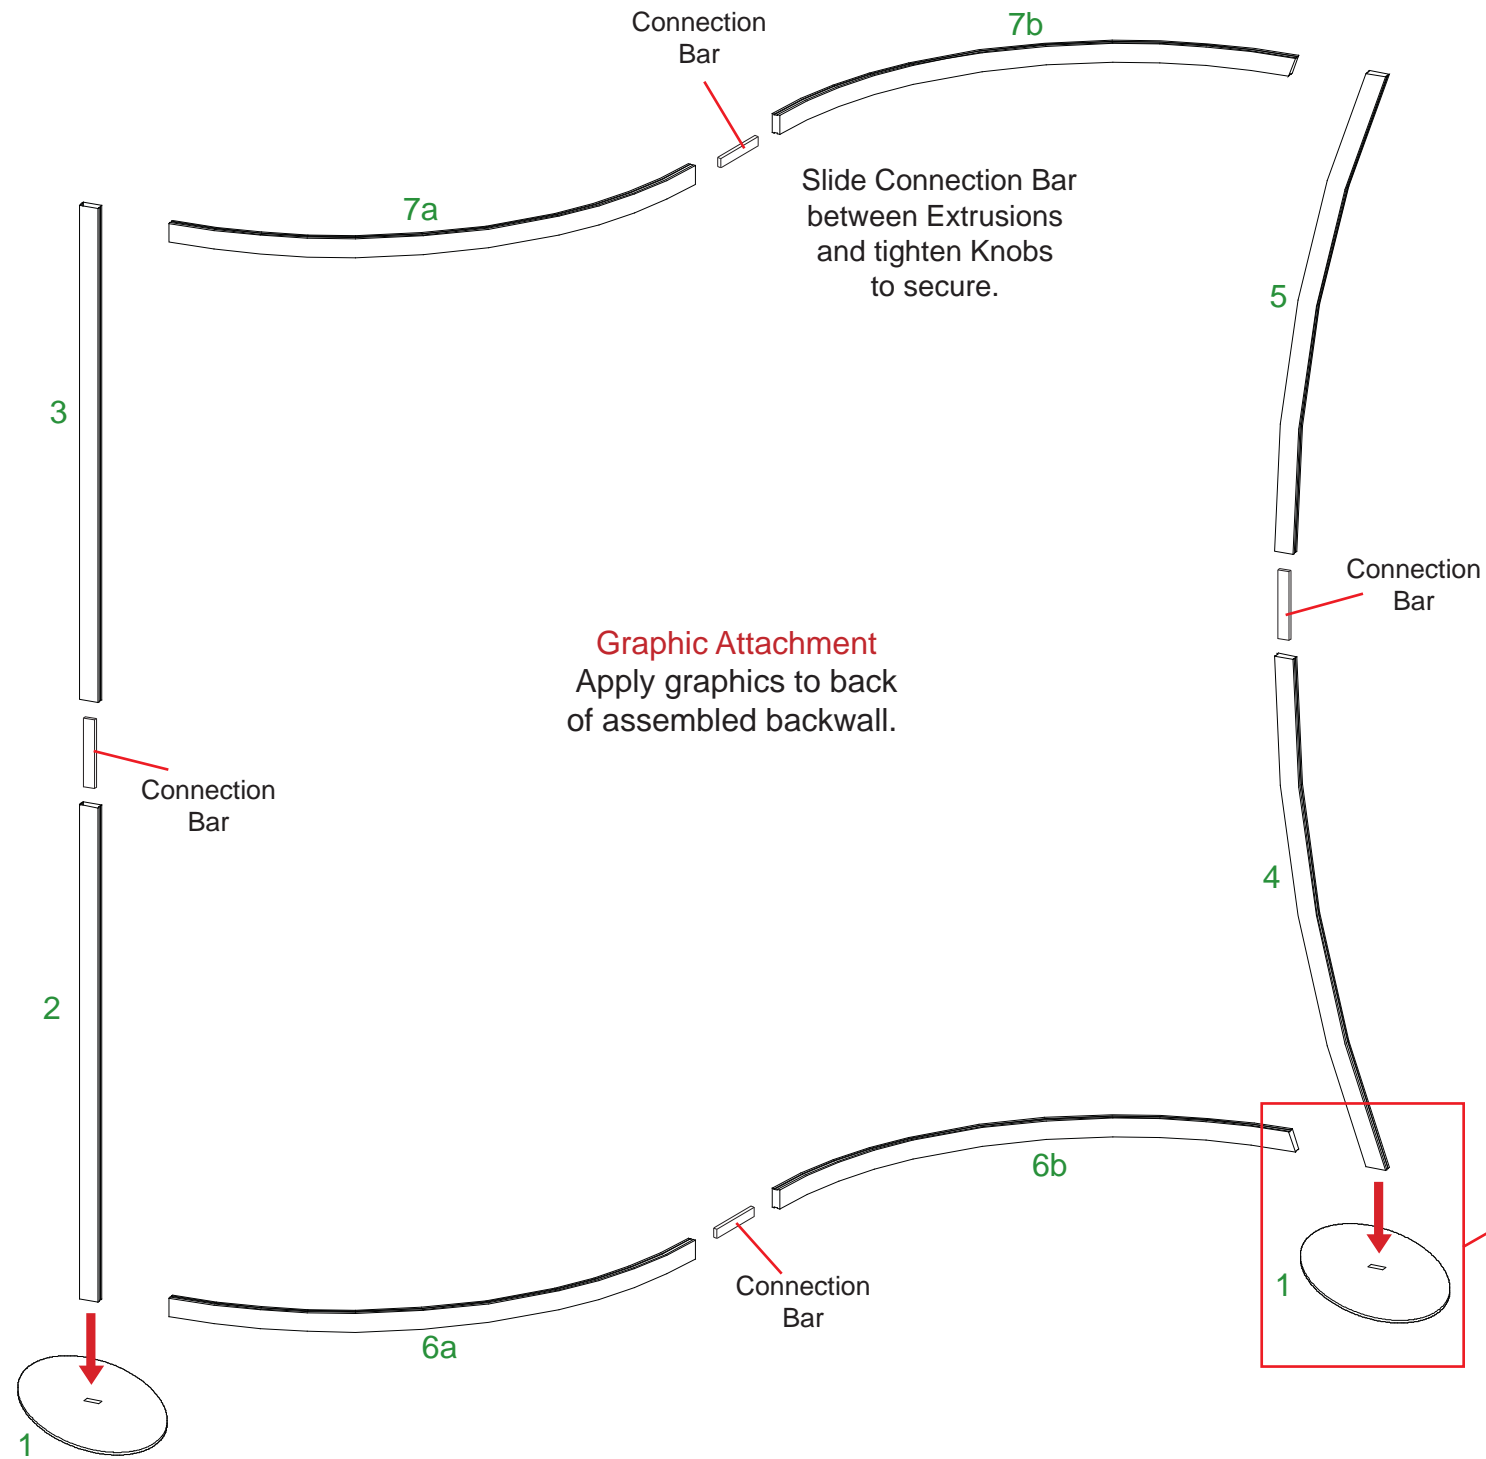 Connection
Bar
7b
7a
Slide Connection Bar
between Extrusions
and tighten Knobs
to secure.
3
5
Connection
Bar
Graphic Attachment
Apply graphics to back
of assembled backwall.
Connection
Bar
4
2
6b
Connection
Bar
1
6a
1